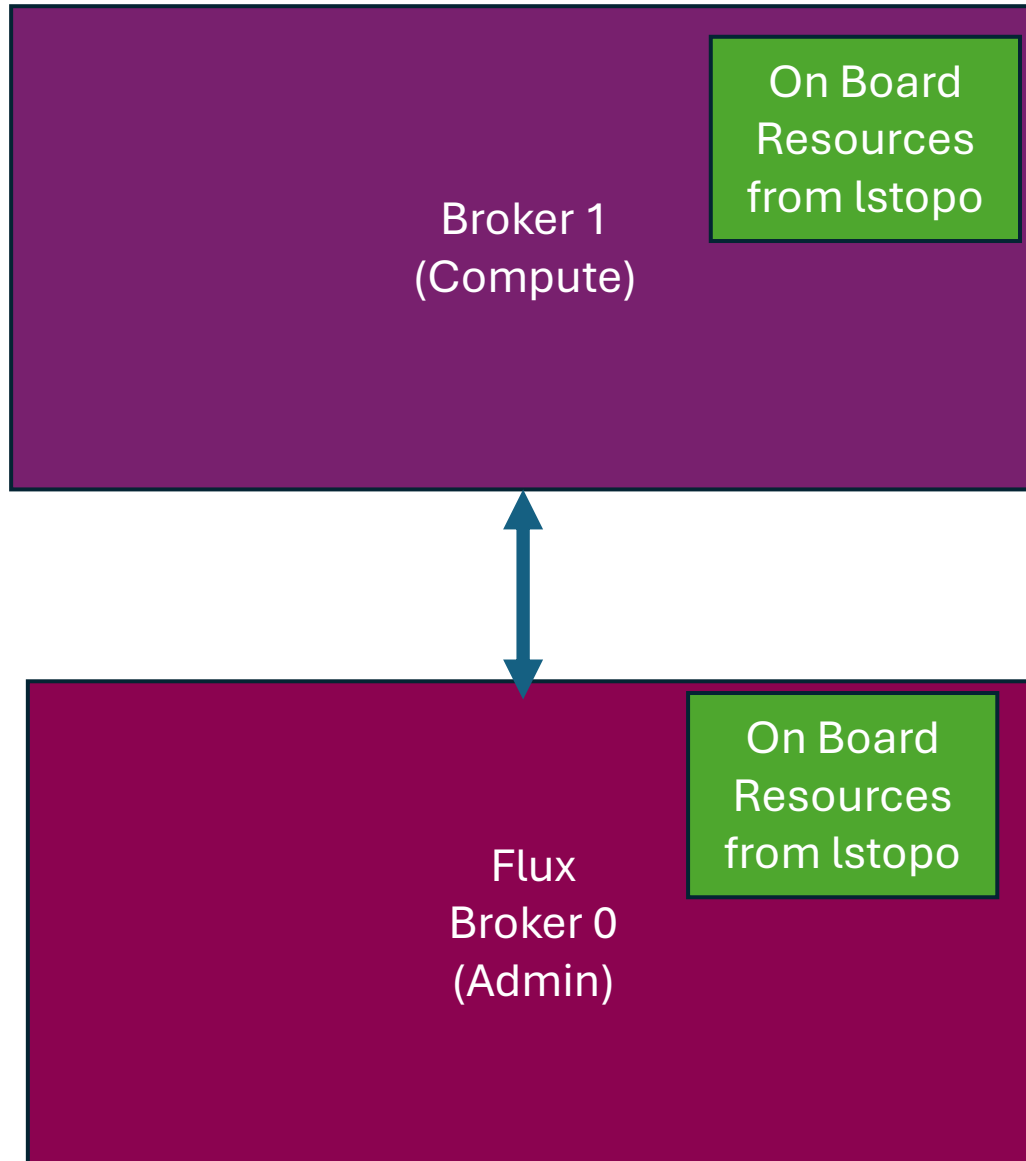 On Board
Resources
from lstopo
Broker 1
(Compute)
On Board
Resources
from lstopo
Flux
Broker 0
(Admin)